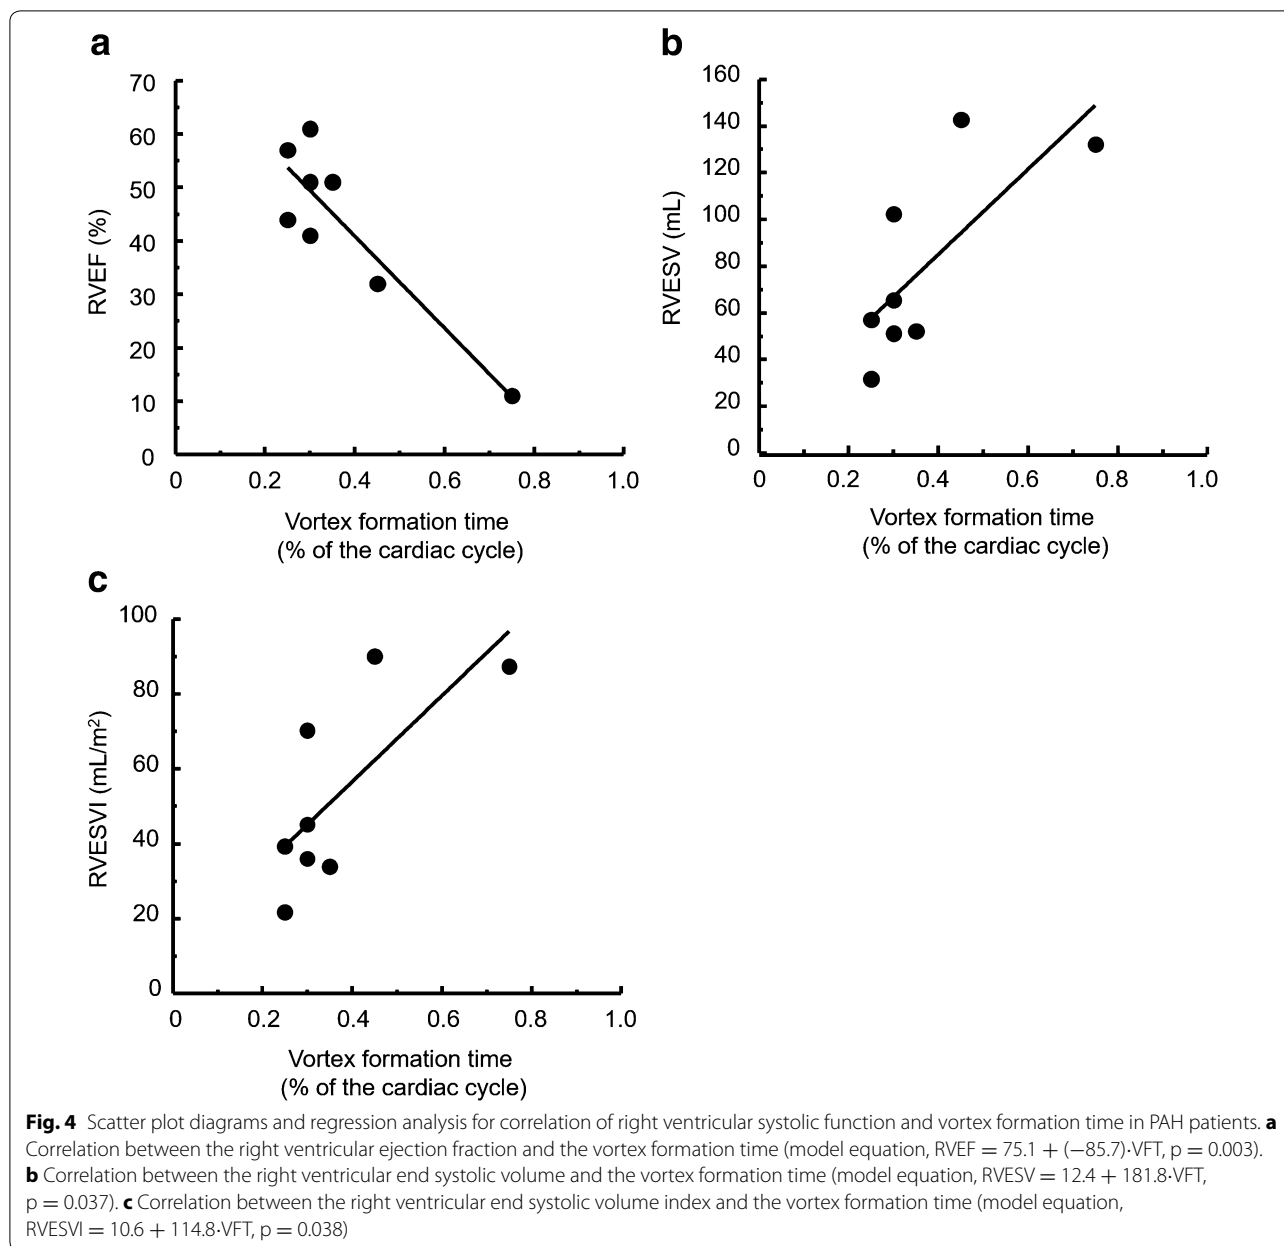 a
70
60
50
40
30
20
10
0
RVEF (%)
0 0.2 0.4 0.6 0.8 1.0
Vortex formation time
(% of the cardiac cycle)
b
160
140
120
100
80
60
40
20
0
RVESV (mL)
0 0.2 0.4 0.6 0.8 1.0
Vortex formation time
(% of the cardiac cycle)
c
100
80
60
40
20
0
RVESVI (mL/m²)
0 0.2 0.4 0.6 0.8 1.0
Vortex formation time
(% of the cardiac cycle)
Fig. 4 Scatter plot diagrams and regression analysis for correlation of right ventricular systolic function and vortex formation time in PAH patients. a
Correlation between the right ventricular ejection fraction and the vortex formation time (model equation, RVEF = 75.1 + (−85.7)·VFT, p = 0.003).
b Correlation between the right ventricular end systolic volume and the vortex formation time (model equation, RVESV = 12.4 + 181.8·VFT,
p = 0.037). c Correlation between the right ventricular end systolic volume index and the vortex formation time (model equation,
RVESVI = 10.6 + 114.8·VFT, p = 0.038)